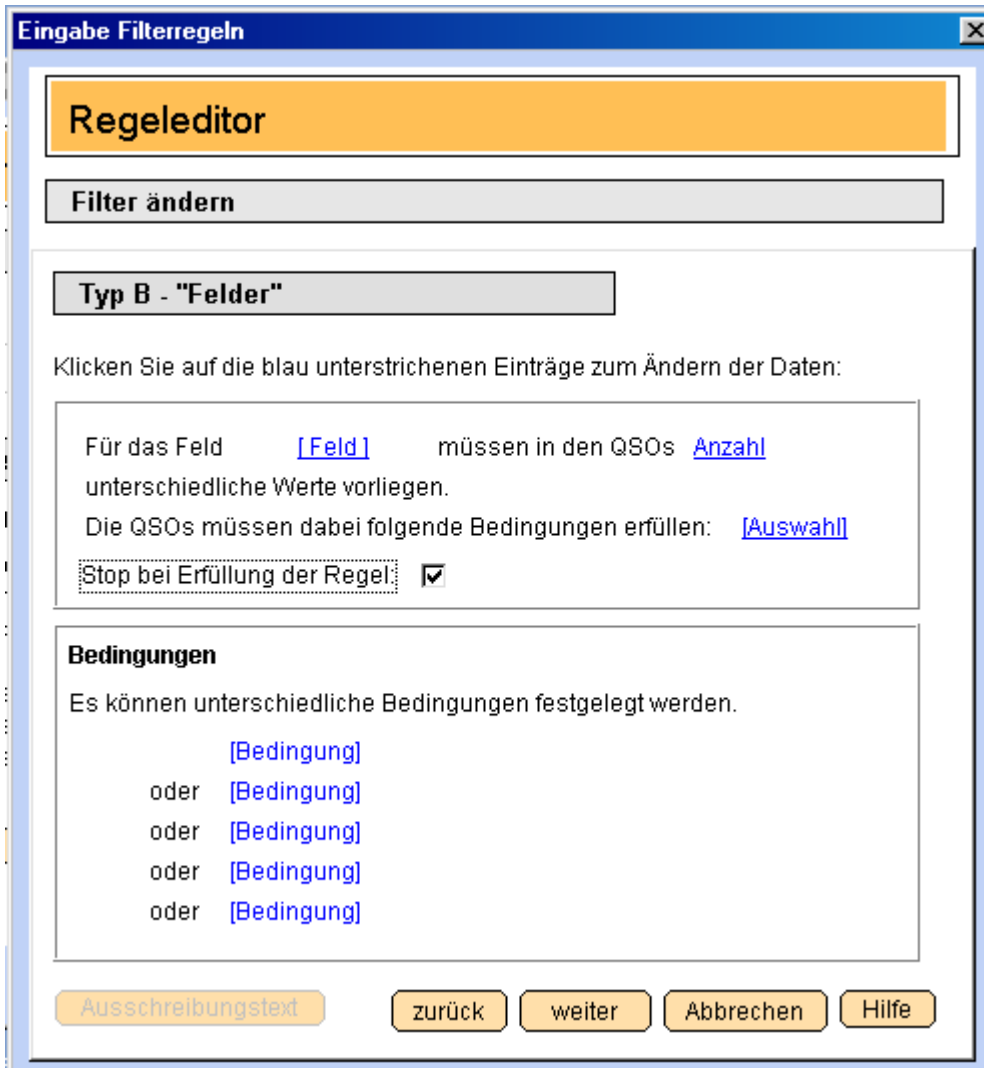 Eingabe Filterregeln
Regeleditor
Filter ändern
Typ B - "Felder"
Klicken Sie auf die blau unterstrichenen Einträge zum Ändern der Daten:
Für das Feld [ Feld ] müssen in den QSOs Anzahl
unterschiedliche Werte vorliegen.
Die QSOs müssen dabei folgende Bedingungen erfüllen: [Auswahl]
Stop bei Erfüllung der Regel:
Bedingungen
Es können unterschiedliche Bedingungen festgelegt werden.
[Bedingung]
oder [Bedingung]
oder [Bedingung]
oder [Bedingung]
oder [Bedingung]
Ausschreibungstext zurück weiter Abbrechen Hilfe